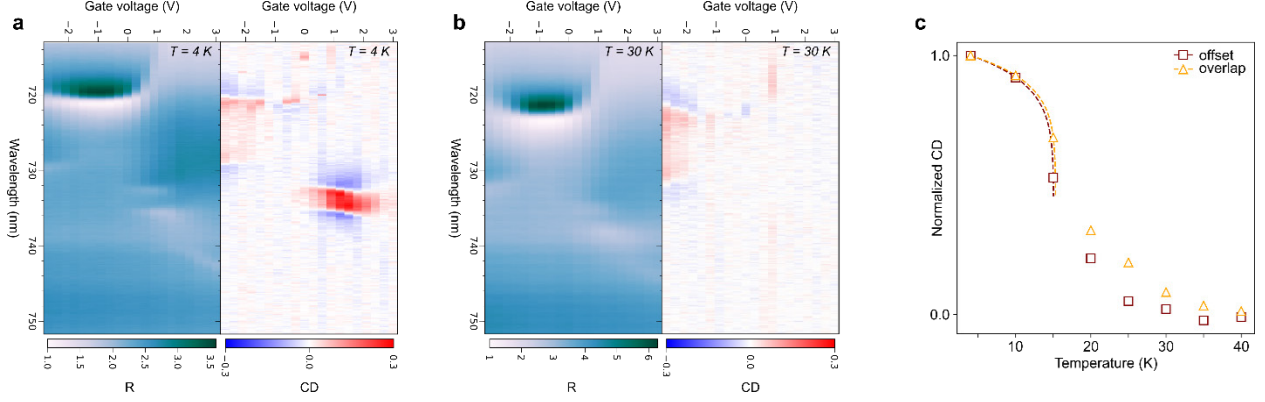 a
Gate voltage (V)
−2 −1 0 1 2 3
Gate voltage (V)
−2 −1 0 1 2 3
T = 4 K
T = 4 K
Wavelength (nm)
720
730
740
750
1.0 1.5 2.0 2.5 3.0 3.5
R
−0.3 0.0 0.3
CD
b
Gate voltage (V)
−2 −1 0 1 2 3
Gate voltage (V)
−2 −1 0 1 2 3
T = 30 K
T = 30 K
Wavelength (nm)
720
730
740
750
1 2 3 4 5 6
R
−0.3 0.0 0.3
CD
c
offset
overlap
Normalized CD
1.0
0.0
10 20 30 40
Temperature (K)